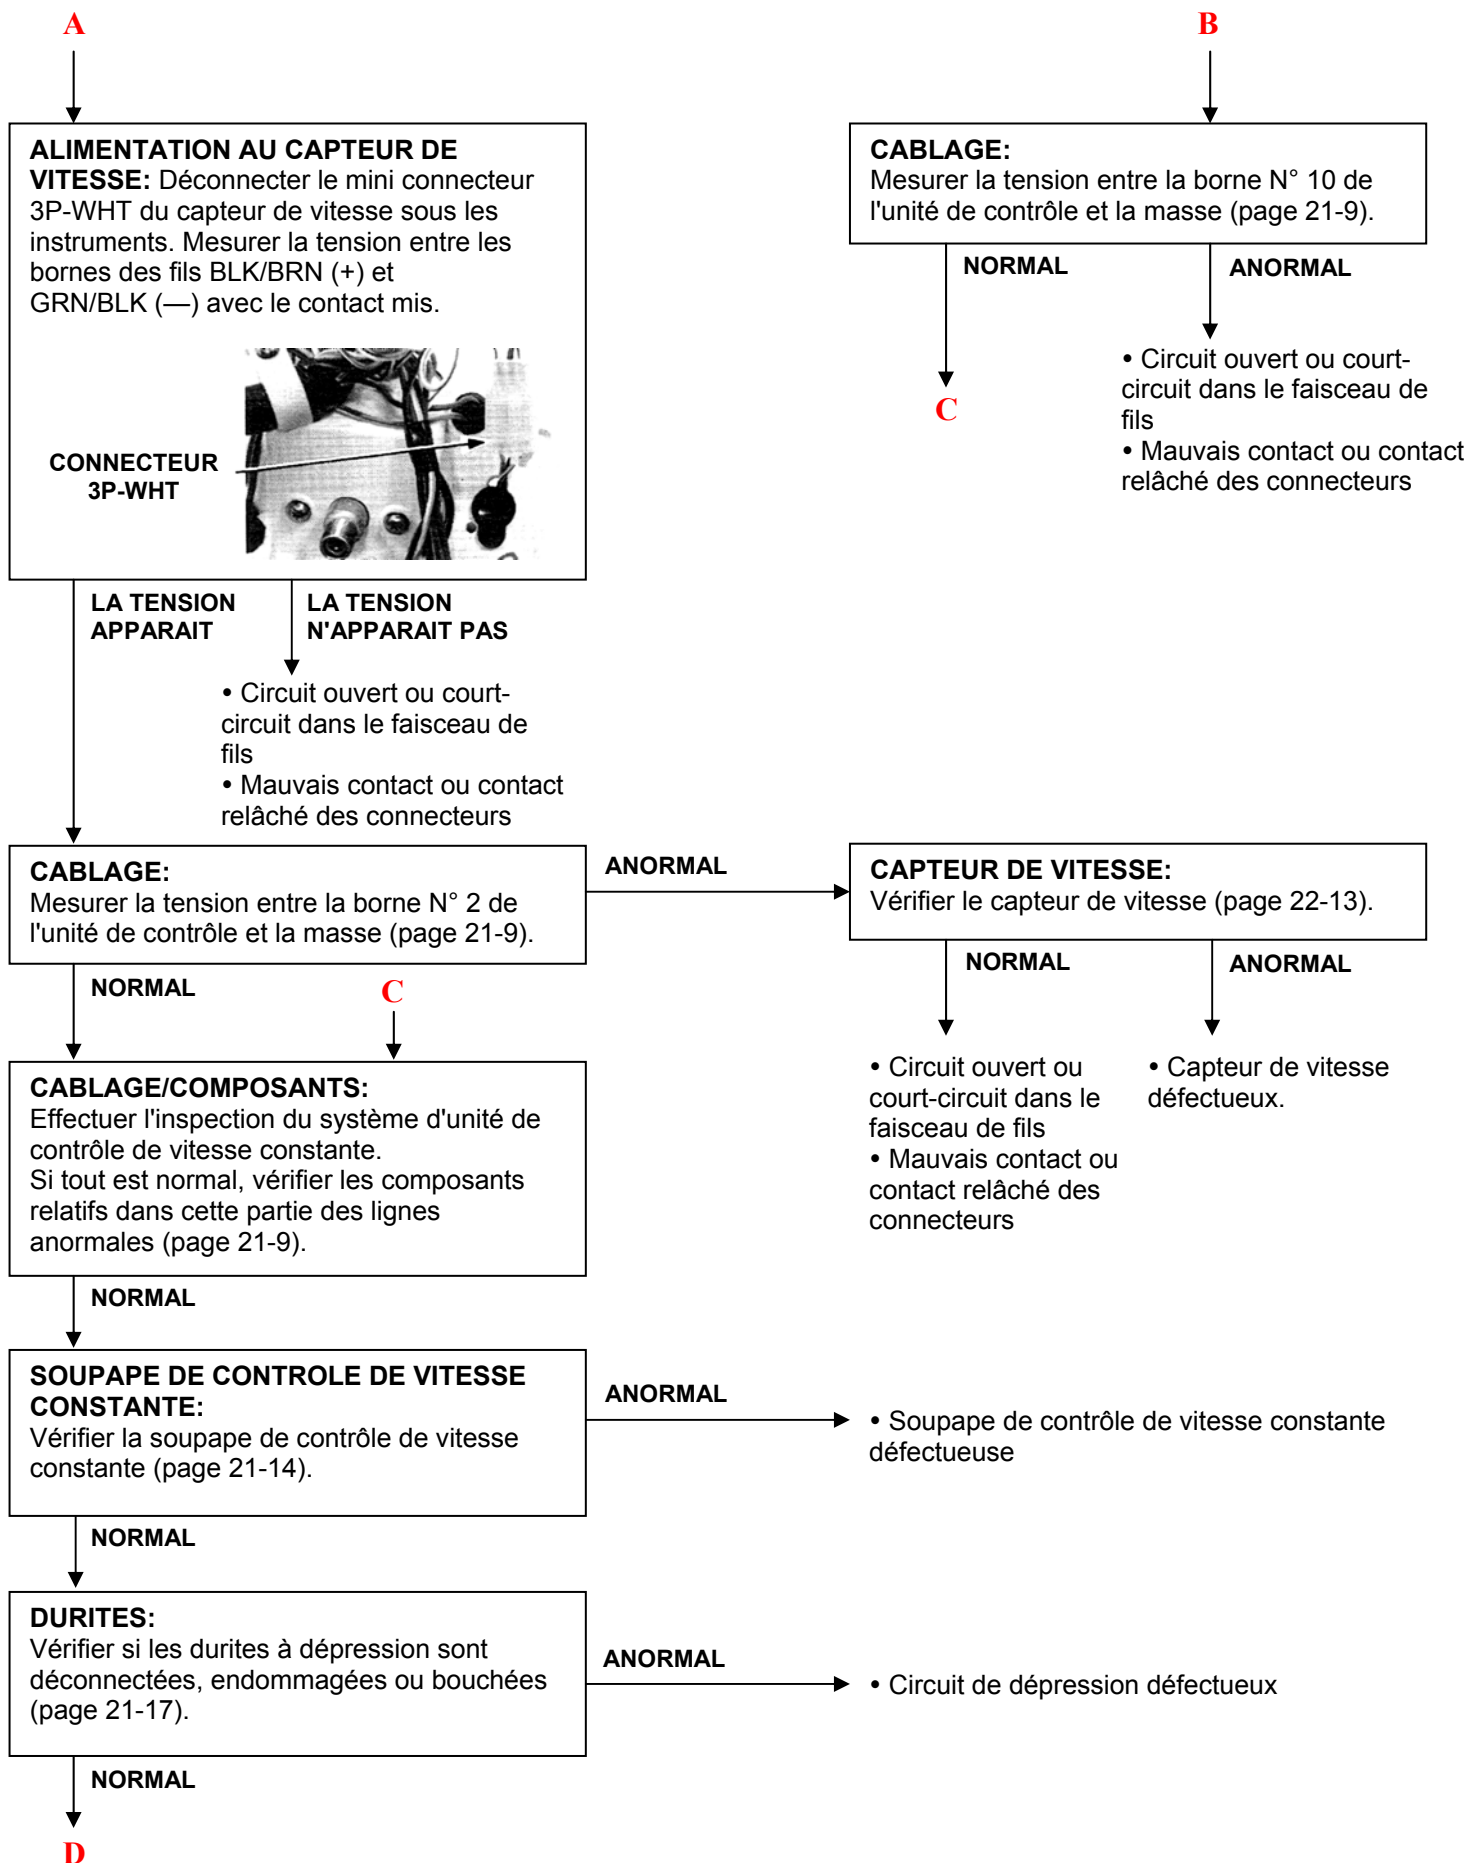 A
ALIMENTATION AU CAPTEUR DE
VITESSE: Déconnecter le mini connecteur
3P-WHT du capteur de vitesse sous les
instruments. Mesurer la tension entre les
bornes des fils BLK/BRN (+) et
GRN/BLK (—) avec le contact mis.
CONNECTEUR
3P-WHT
LA TENSION
APPARAIT
LA TENSION
N'APPARAIT PAS
• Circuit ouvert ou court-
circuit dans le faisceau de
fils
• Mauvais contact ou contact
relâché des connecteurs
B
CABLAGE:
Mesurer la tension entre la borne N° 10 de
l'unité de contrôle et la masse (page 21-9).
NORMAL
ANORMAL
C
• Circuit ouvert ou court-
circuit dans le faisceau de
fils
• Mauvais contact ou contact
relâché des connecteurs
CABLAGE:
Mesurer la tension entre la borne N° 2 de
l'unité de contrôle et la masse (page 21-9).
ANORMAL
CAPTEUR DE VITESSE:
Vérifier le capteur de vitesse (page 22-13).
NORMAL
ANORMAL
• Circuit ouvert ou
court-circuit dans le
faisceau de fils
• Mauvais contact ou
contact relâché des
connecteurs
• Capteur de vitesse
défectueux.
NORMAL
C
CABLAGE/COMPOSANTS:
Effectuer l'inspection du système d'unité de
contrôle de vitesse constante.
Si tout est normal, vérifier les composants
relatifs dans cette partie des lignes
anormales (page 21-9).
NORMAL
SOUPAPE DE CONTROLE DE VITESSE
CONSTANTE:
Vérifier la soupape de contrôle de vitesse
constante (page 21-14).
ANORMAL
• Soupape de contrôle de vitesse constante
défectueuse
NORMAL
DURITES:
Vérifier si les durites à dépression sont
déconnectées, endommagées ou bouchées
(page 21-17).
ANORMAL
• Circuit de dépression défectueux
NORMAL
D